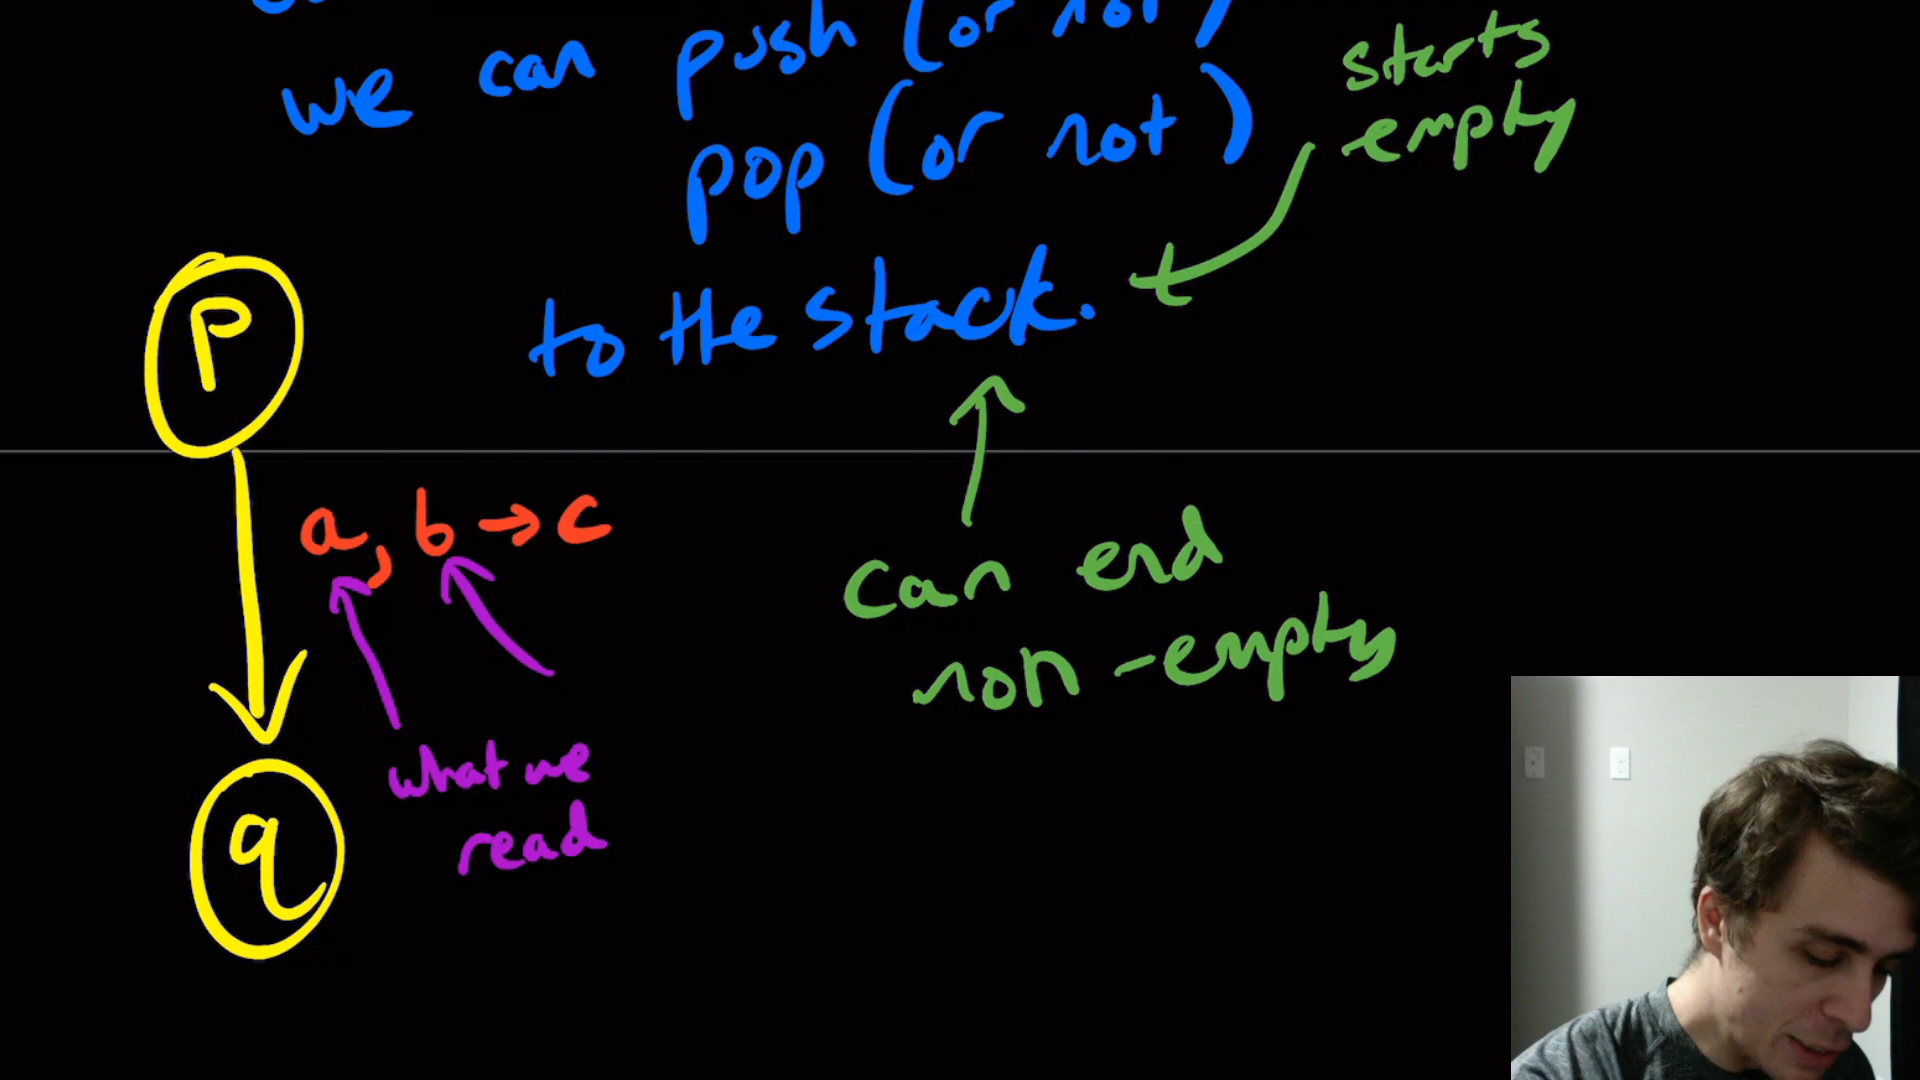 we can push (or not)
pop (or not)
to the stack.
starts
empty
P
a, b → c
can end
non-empty
what we
read
q